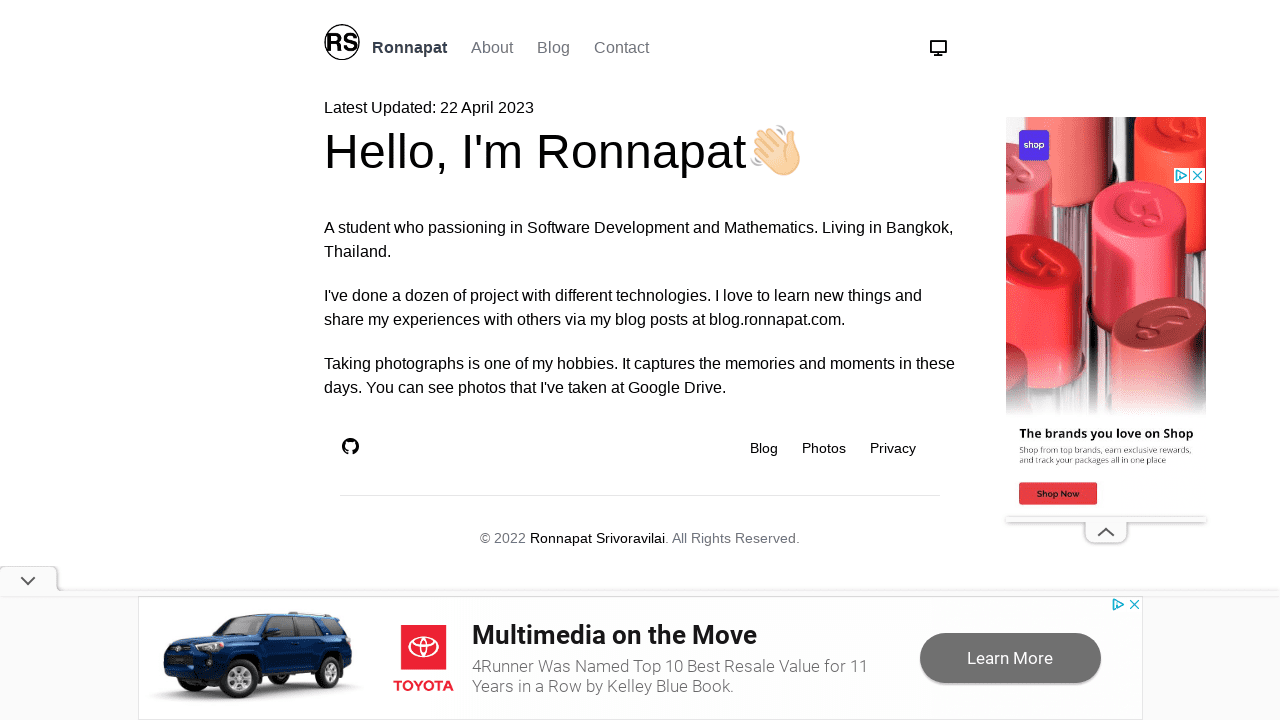 RS
Ronnapat About Blog Contact
Latest Updated: 22 April 2023
Hello, I'm Ronnapat
A student who passioning in Software Development and Mathematics. Living in Bangkok,
Thailand.
I've done a dozen of project with different technologies. I love to learn new things and
share my experiences with others via my blog posts at blog.ronnapat.com.
Taking photographs is one of my hobbies. It captures the memories and moments in these
days. You can see photos that I've taken at Google Drive.
Blog Photos Privacy
© 2022 Ronnapat Srivoravilai. All Rights Reserved.
shop
The brands you love on Shop
Shop from top brands, earn exclusive rewards,
and track your packages all in one place
Shop Now
TOYOTA
Multimedia on the Move
4Runner Was Named Top 10 Best Resale Value for 11
Years in a Row by Kelley Blue Book.
Learn More